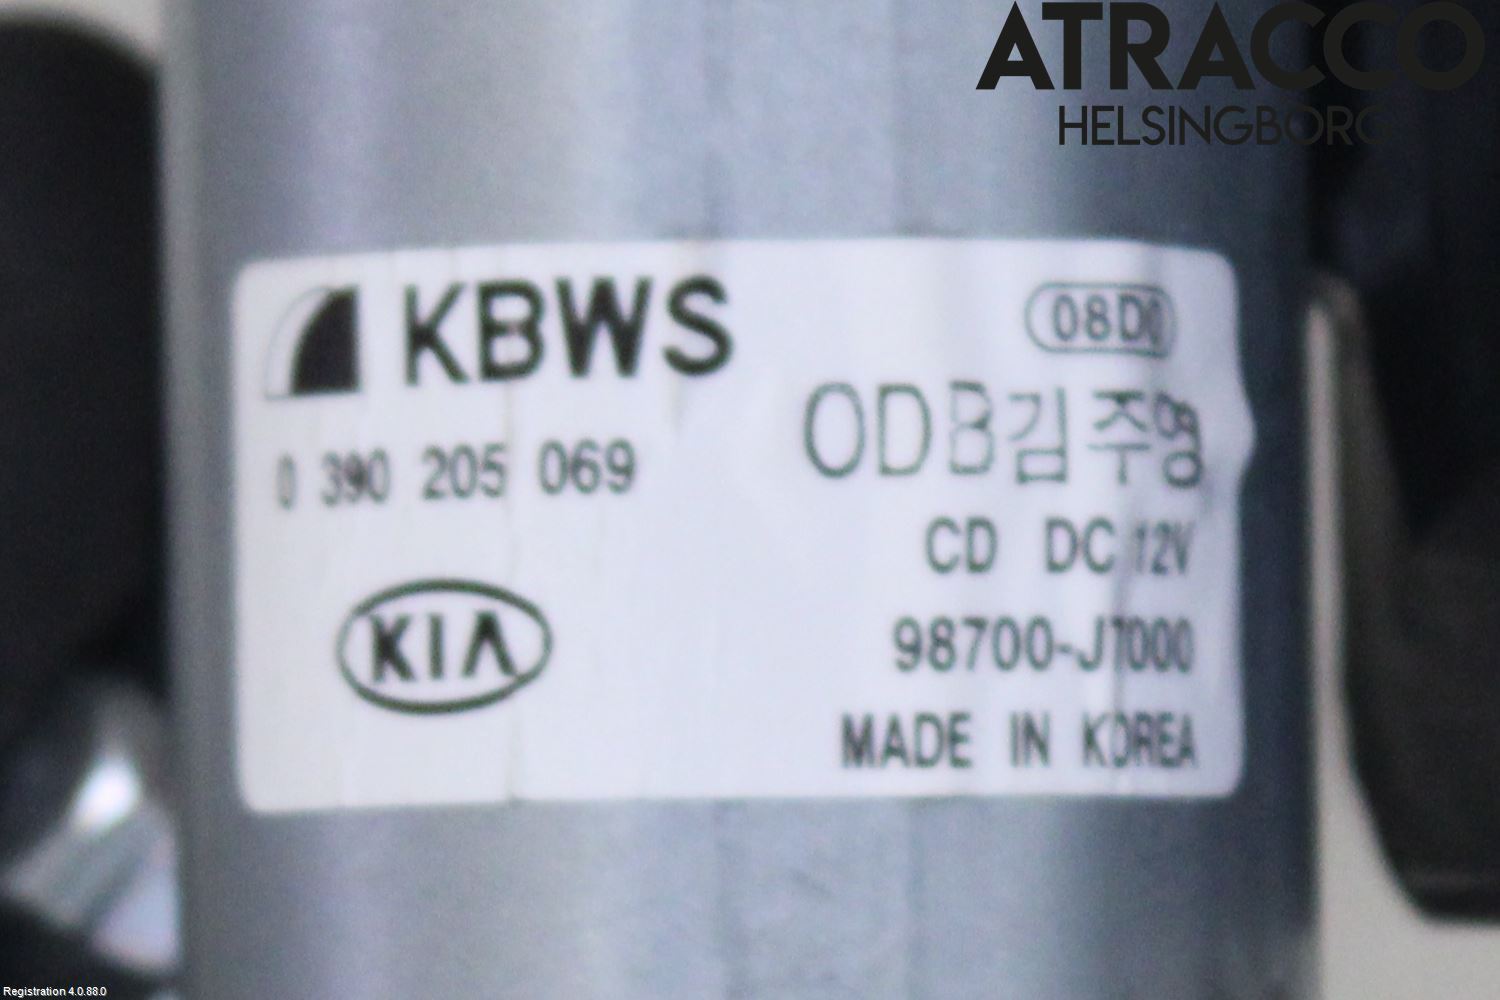 ATRACCO
HELSINGBORG
KBWS
08D0
0 390 205 069
ODB김주영
CD DC 12V
KIA
98700-J7000
MADE IN KOREA
Registration 4.0.88.0